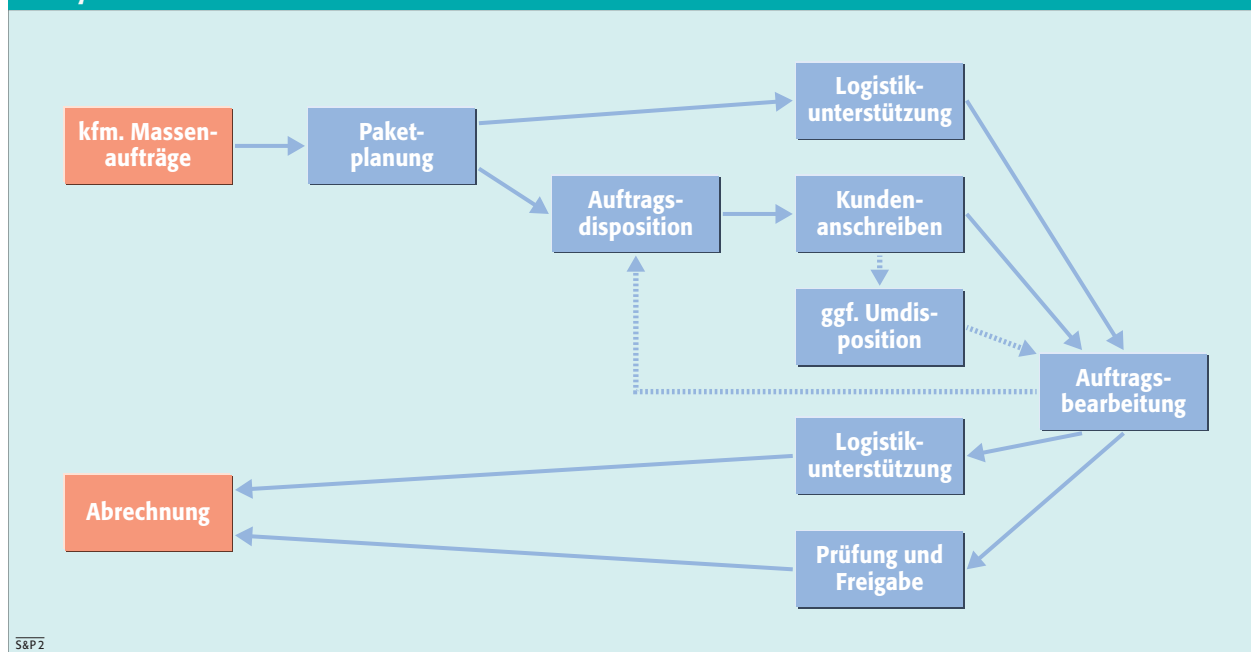 Logistik-
unterstützung
kfm. Massen-
aufträge
Paket-
planung
Auftrags-
disposition
Kunden-
anschreiben
ggf. Umdis-
position
Auftrags-
bearbeitung
Logistik-
unterstützung
Abrechnung
Prüfung und
Freigabe
S&P2